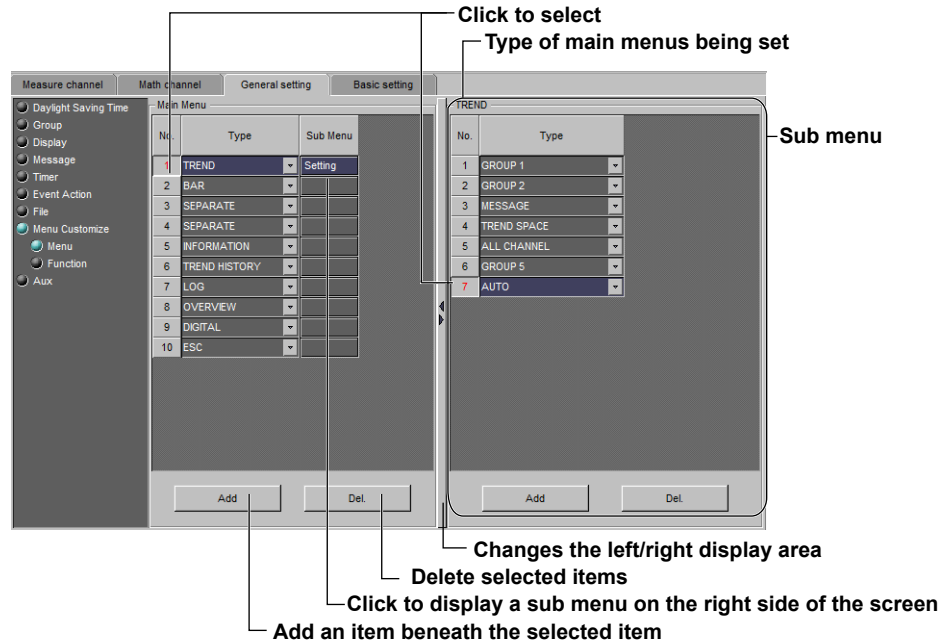 Click to select
Type of main menus being set
Measure channel
Math channel
General setting
Basic setting
Daylight Saving Time
Group
Display
Message
Timer
Event Action
File
Menu Customize
Menu
Function
Aux
Main Menu
No. Type Sub Menu
1 TREND Setting
2 BAR
3 SEPARATE
4 SEPARATE
5 INFORMATION
6 TREND HISTORY
7 LOG
8 OVERVIEW
9 DIGITAL
10 ESC
Add Del.
TREND
No. Type
1 GROUP 1
2 GROUP 2
3 MESSAGE
4 TREND SPACE
5 ALL CHANNEL
6 GROUP 5
7 AUTO
Add Del.
Sub menu
Changes the left/right display area
Delete selected items
Click to display a sub menu on the right side of the screen
Add an item beneath the selected item